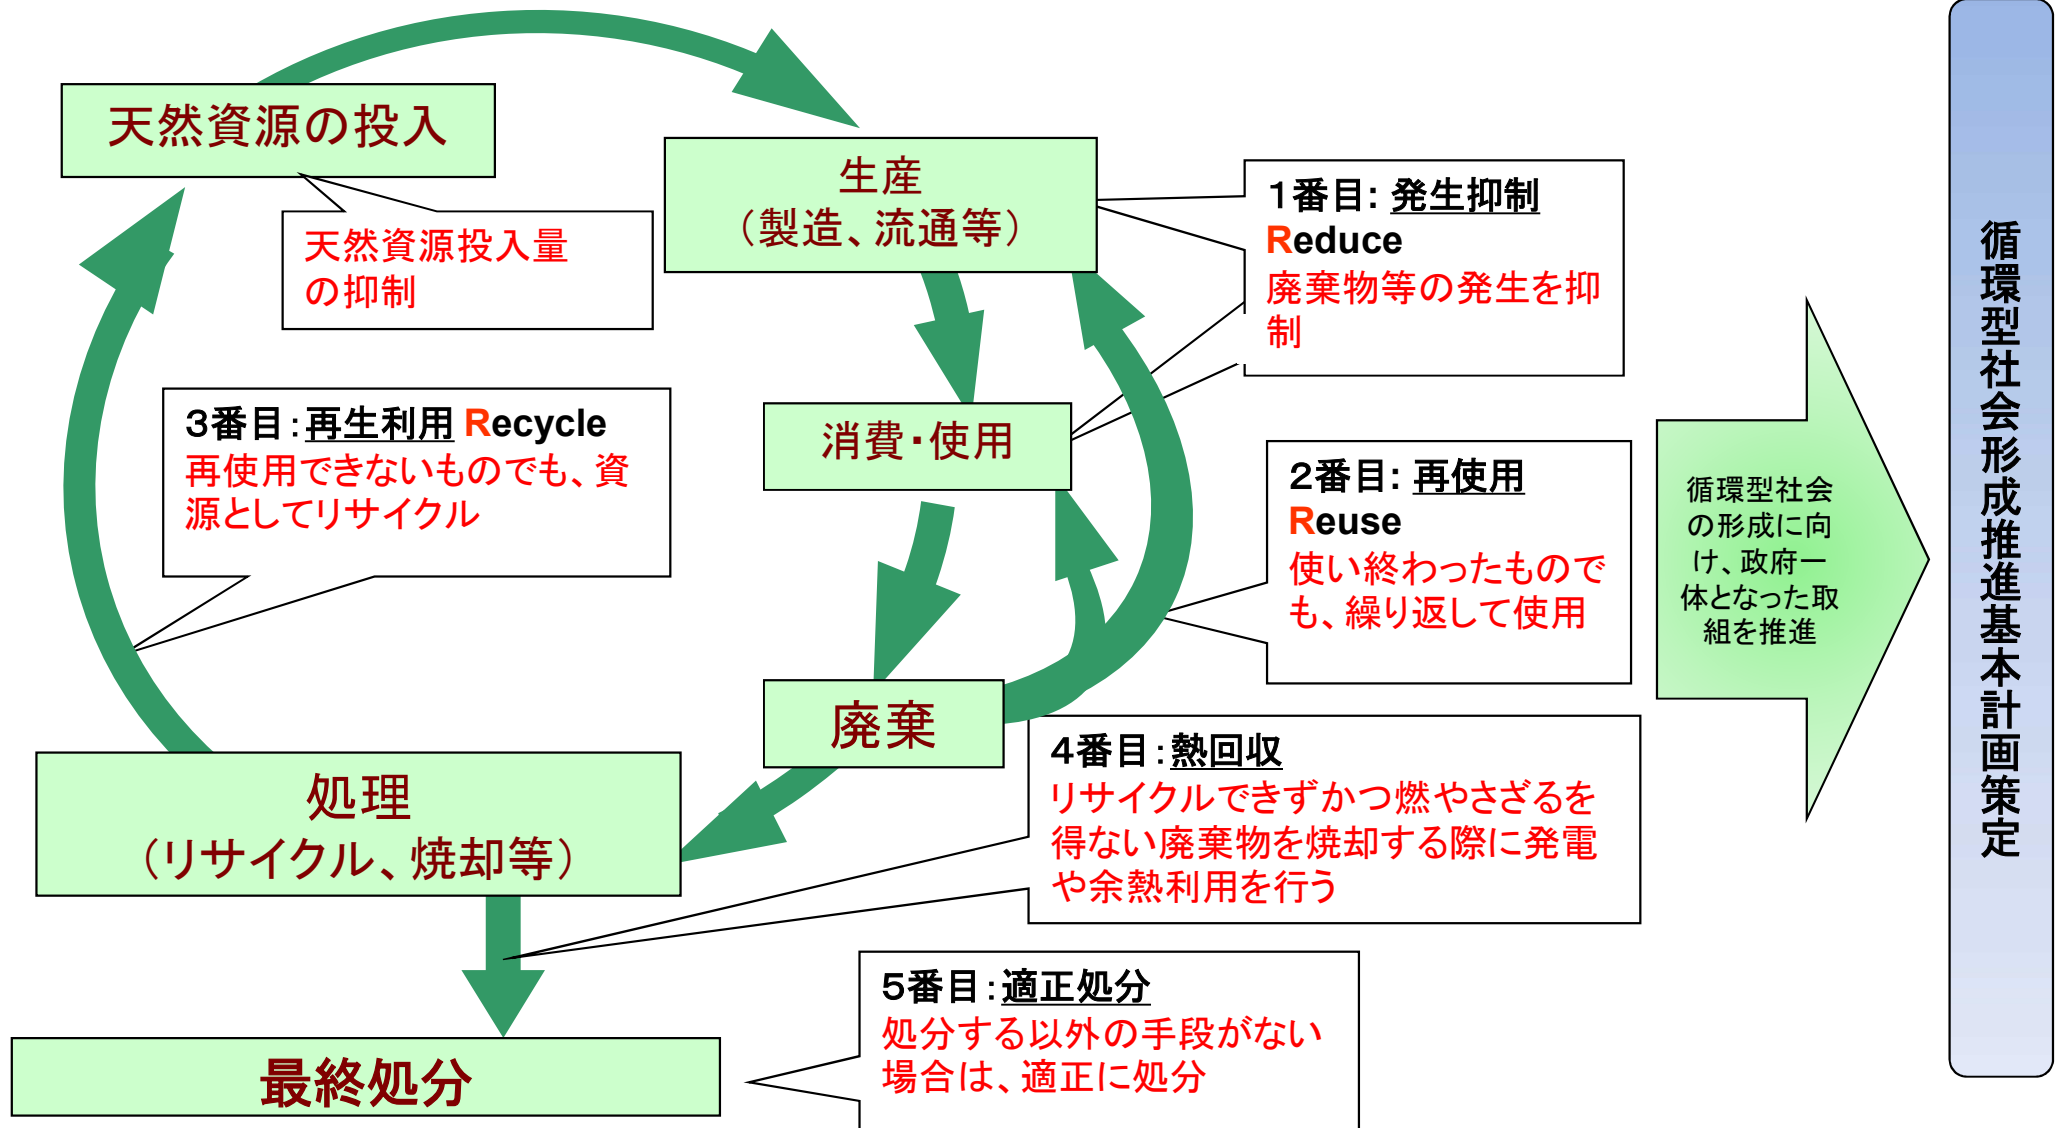 天然資源の投入
天然資源投入量
の抑制
生産
（製造、流通等）
１番目: 発生抑制
Reduce
廃棄物等の発生を抑
制
３番目：再生利用 Recycle
再使用できないものでも、資
源としてリサイクル
消費・使用
２番目: 再使用
Reuse
使い終わったもので
も、繰り返して使用
廃棄
処理
（リサイクル、焼却等）
４番目：熱回収
リサイクルできずかつ燃やさざるを
得ない廃棄物を焼却する際に発電
や余熱利用を行う
５番目：適正処分
処分する以外の手段がない
場合は、適正に処分
最終処分
循環型社会
の形成に向
け、政府一
体となった取
組を推進
循環型社会形成推進基本計画策定